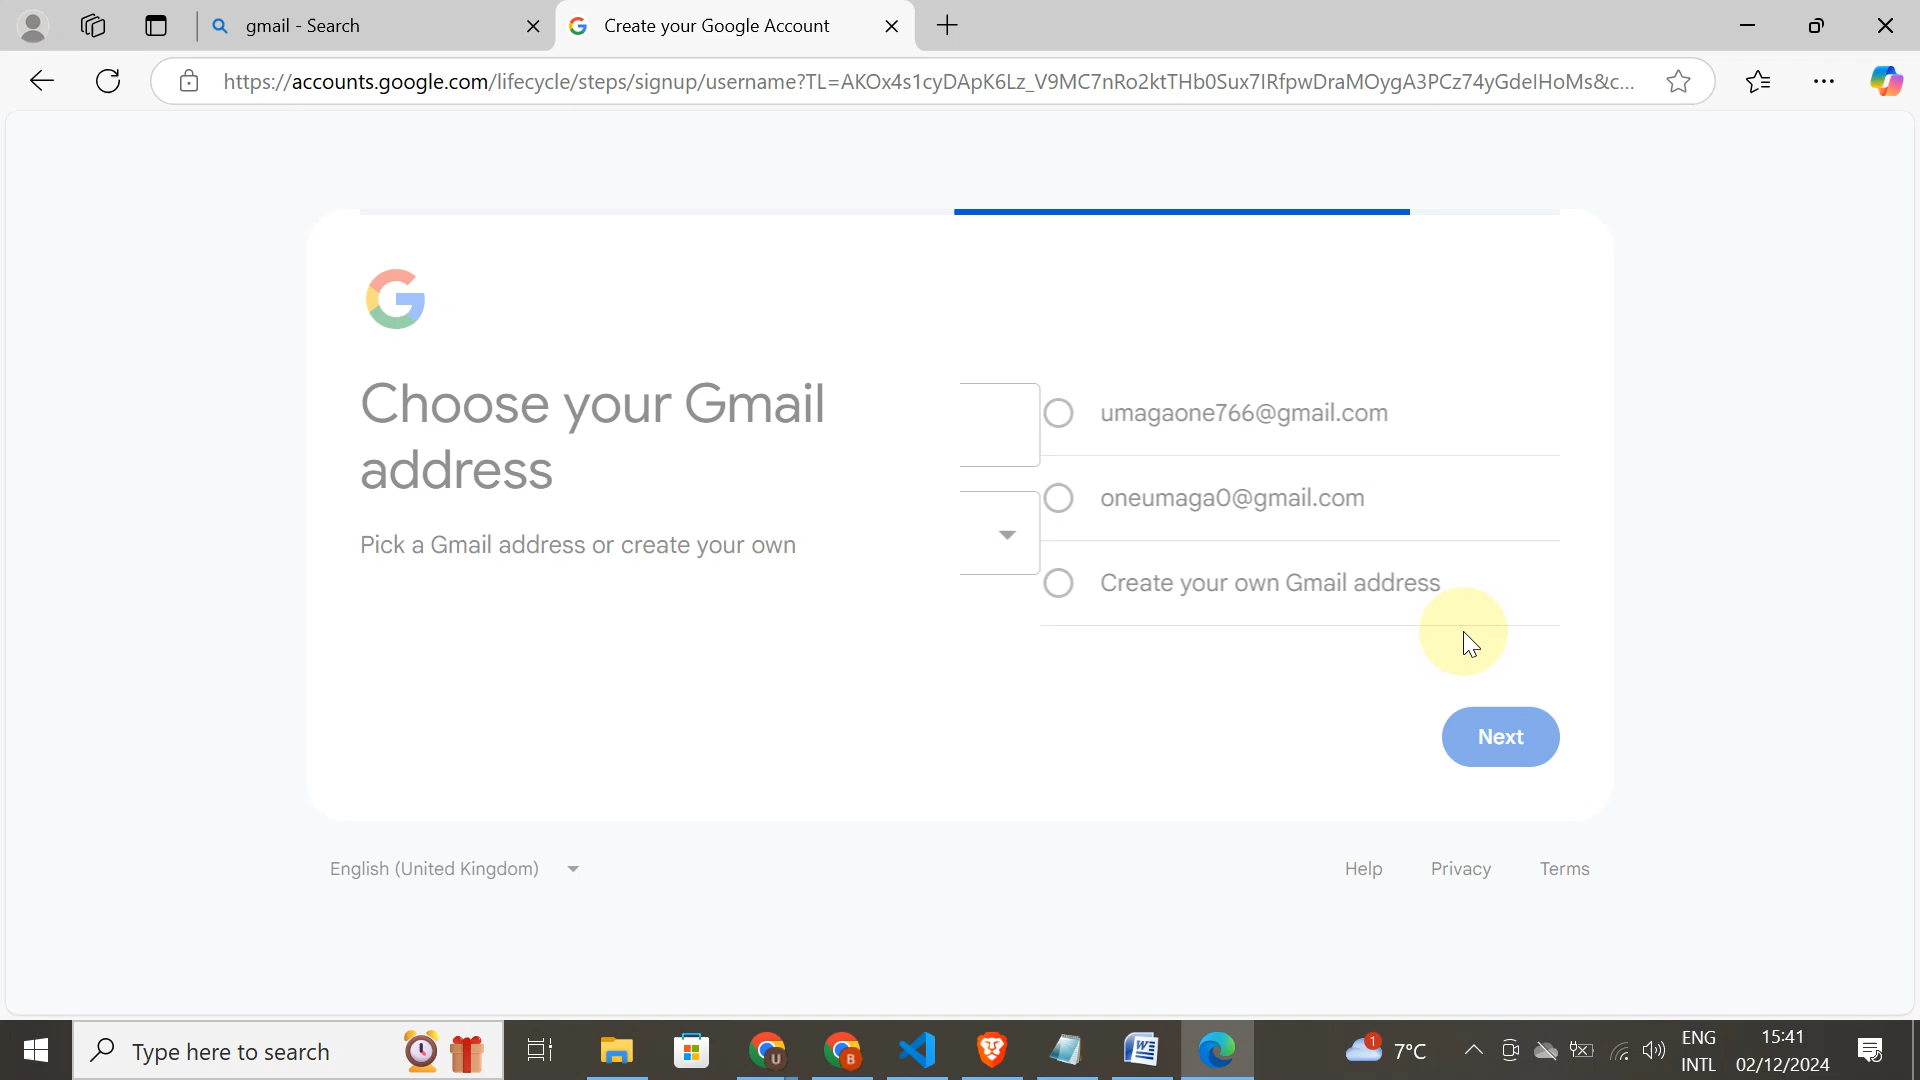 gmail - Search
Create your Google Account
https://accounts.google.com/lifecycle/steps/signup/username?TL=AKOx4s1cyDApK6Lz_V9MC7nRo2ktTHb0Sux7IRfpwDraMOygA3PCz74yGdeIHoMs&c...
Choose your Gmail
address
Pick a Gmail address or create your own
umagaone766@gmail.com
oneumaga0@gmail.com
Create your own Gmail address
Next
English (United Kingdom)
Help Privacy Terms
Type here to search
U
B
1
7°C
ENG
INTL
15:41
02/12/2024